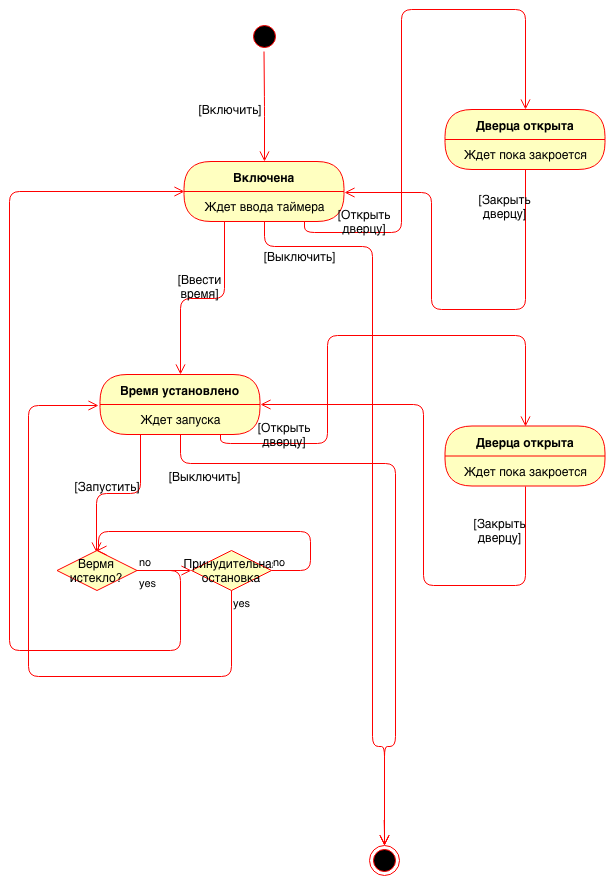 [Включить]
Дверца открыта
Ждет пока закроется
Включена
Ждет ввода таймера
[Закрыть
дверцу]
[Открыть
дверцу]
[Выключить]
[Ввести
время]
Время установлено
Ждет запуска
[Открыть
дверцу]
Дверца открыта
Ждет пока закроется
[Выключить]
[Запустить]
[Закрыть
дверцу]
Вермя
истекло?
no
yes
Принудительная
остановка
no
yes